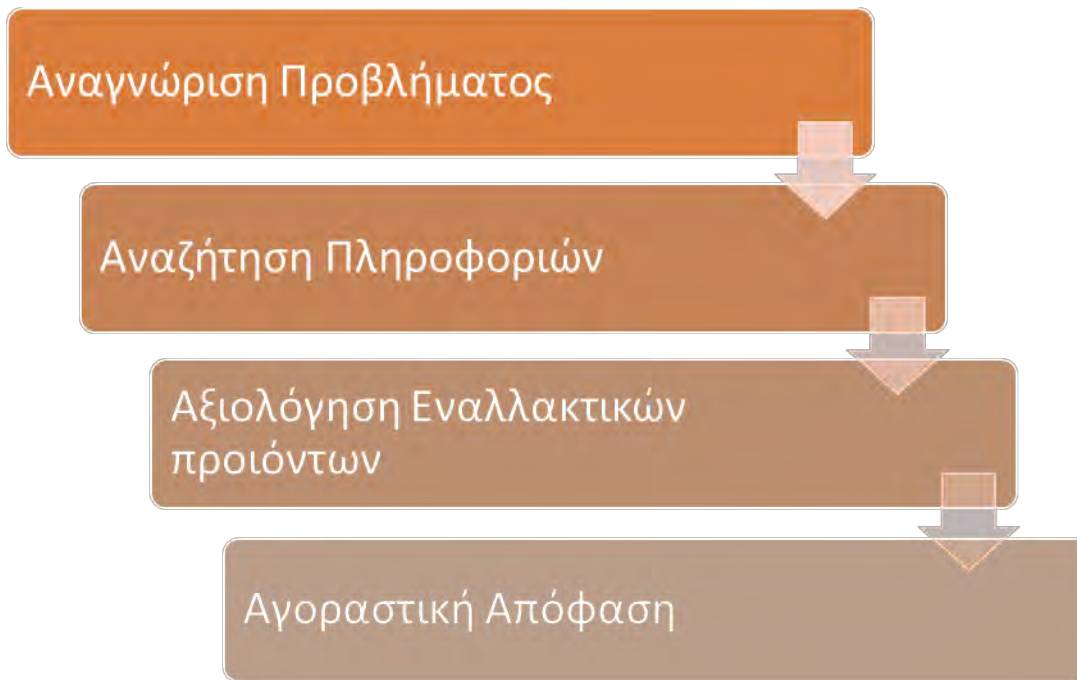 Αναγνώριση Προβλήματος
Αναζήτηση Πληροφοριών
Αξιολόγηση Εναλλακτικών
προιόντων
Αγοραστική Απόφαση